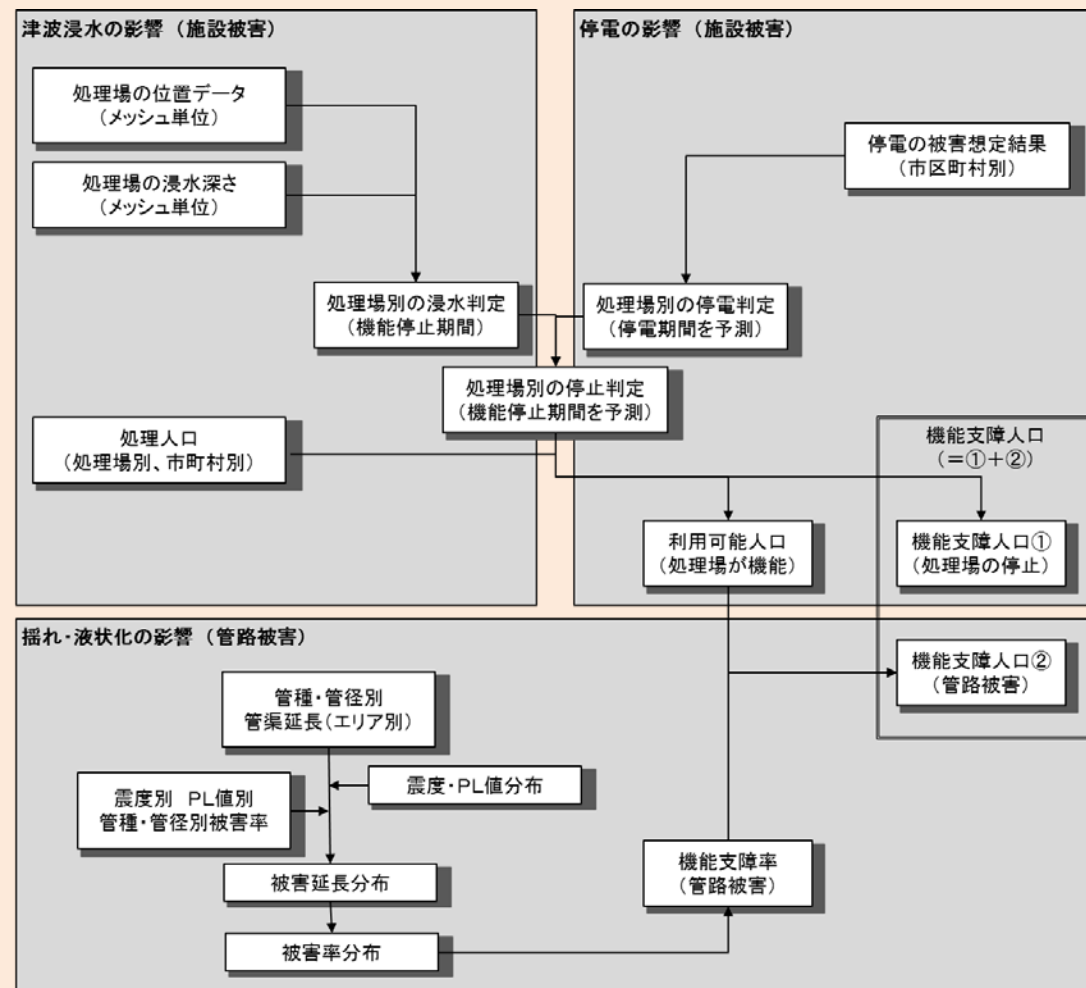 津波浸水の影響（施設被害）
処理場の位置データ
（メッシュ単位）
処理場の浸水深さ
（メッシュ単位）
処理場別の浸水判定
（機能停止期間）
停電の影響（施設被害）
停電の被害想定結果
（市区町村別）
処理場別の停電判定
（停電期間を予測）
処理場別の停止判定
（機能停止期間を予測）
処理人口
（処理場別、市町村別）
機能支障人口
（＝①＋②）
利用可能人口
（処理場が機能）
機能支障人口①
（処理場の停止）
揺れ・液状化の影響（管路被害）
機能支障人口②
（管路被害）
管種・管径別
管渠延長（エリア別）
震度・PL値分布
震度別　PL値別
管種・管径別被害率
被害延長分布
被害率分布
機能支障率
（管路被害）